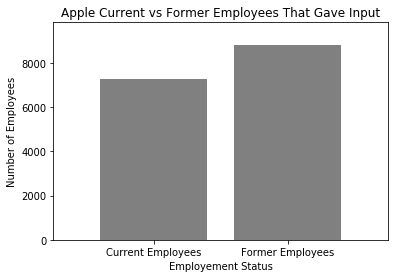 Apple Current vs Former Employees That Gave Input
8000
6000
4000
2000
0
Number of Employees
Current Employees Former Employees
Employement Status